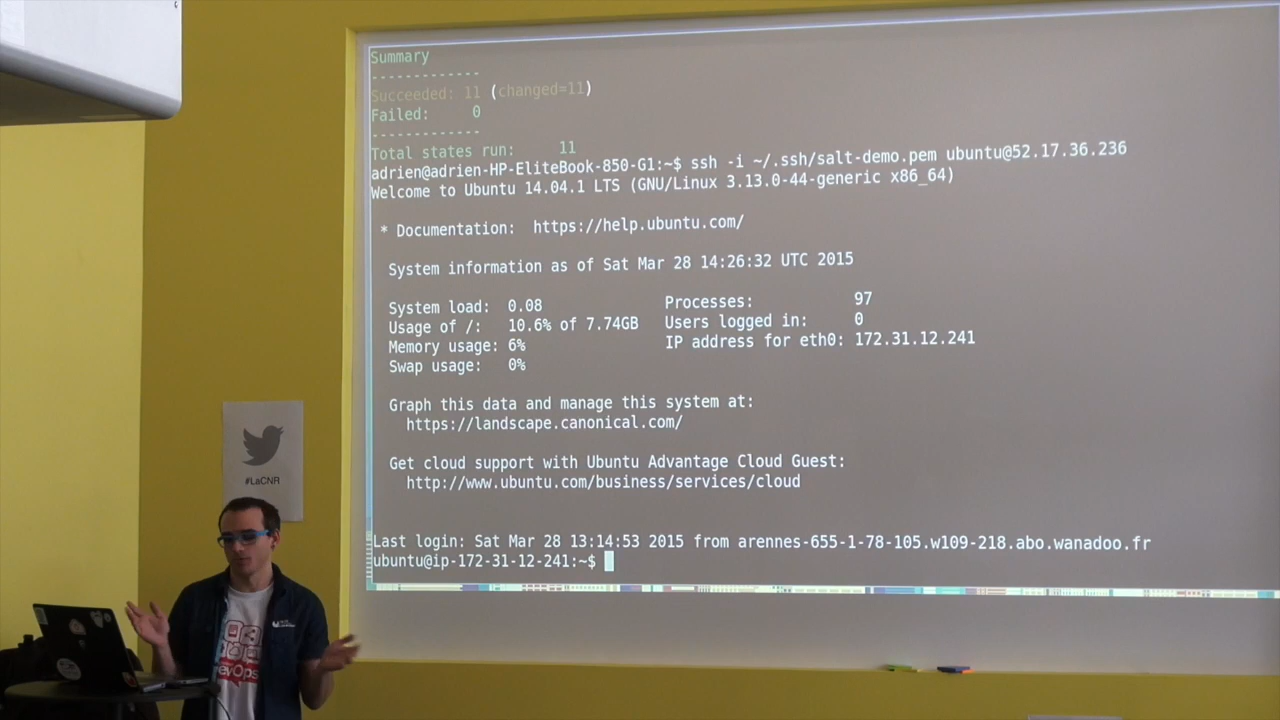 Summary
-------------
Succeeded: 11 (changed=11)
Failed:     0
-------------
Total states run:     11
adrien@adrien-HP-EliteBook-850-G1:~$ ssh -i ~/.ssh/salt-demo.pem ubuntu@52.17.36.236
Welcome to Ubuntu 14.04.1 LTS (GNU/Linux 3.13.0-44-generic x86_64)
* Documentation:  https://help.ubuntu.com/
System information as of Sat Mar 28 14:26:32 UTC 2015
System load:  0.08               Processes:           97
Usage of /:   10.6% of 7.74GB   Users logged in:     0
Memory usage: 6%                IP address for eth0: 172.31.12.241
Swap usage:   0%
Graph this data and manage this system at:
https://landscape.canonical.com/
Get cloud support with Ubuntu Advantage Cloud Guest:
http://www.ubuntu.com/business/services/cloud
Last login: Sat Mar 28 13:14:53 2015 from arennes-655-1-78-105.w109-218.abo.wanadoo.fr
ubuntu@ip-172-31-12-241:~$
#LaCNR